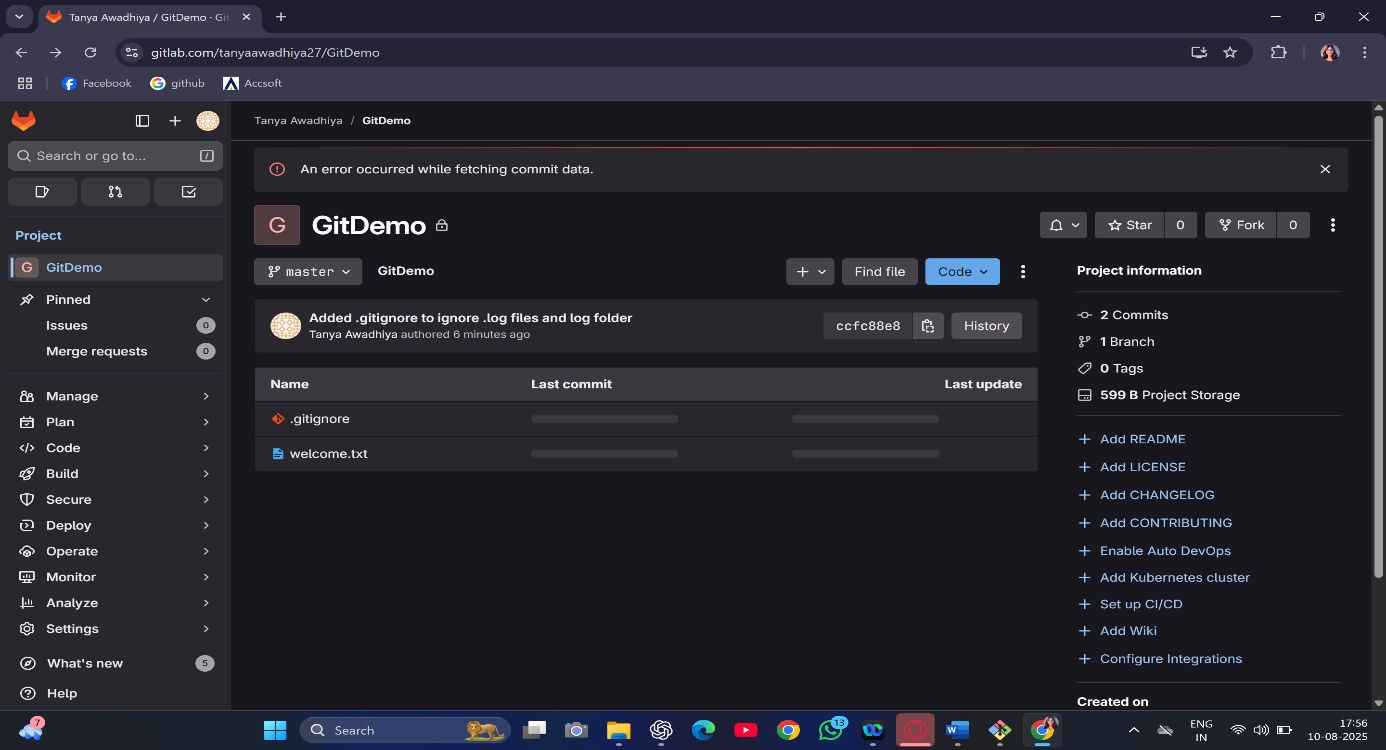 Tanya Awadhiya / GitDemo · Git
gitlab.com/tanyaawadhiya27/GitDemo
Facebook
github
Accsoft
Tanya Awadhiya / GitDemo
Search or go to...
/
An error occurred while fetching commit data.
Project
G GitDemo
Pinned
Issues 0
Merge requests 0
Manage
Plan
Code
Build
Secure
Deploy
Operate
Monitor
Analyze
Settings
What's new 5
Help
G GitDemo
Star 0
Fork 0
master
GitDemo
Find file
Code
Added .gitignore to ignore .log files and log folder
Tanya Awadhiya authored 6 minutes ago
ccfc88e8
History
Name Last commit Last update
.gitignore
welcome.txt
Project information
2 Commits
1 Branch
0 Tags
599 B Project Storage
Add README
Add LICENSE
Add CHANGELOG
Add CONTRIBUTING
Enable Auto DevOps
Add Kubernetes cluster
Set up CI/CD
Add Wiki
Configure Integrations
Created on
7
Search
13
W
ENG
IN
17:56
10-08-2025